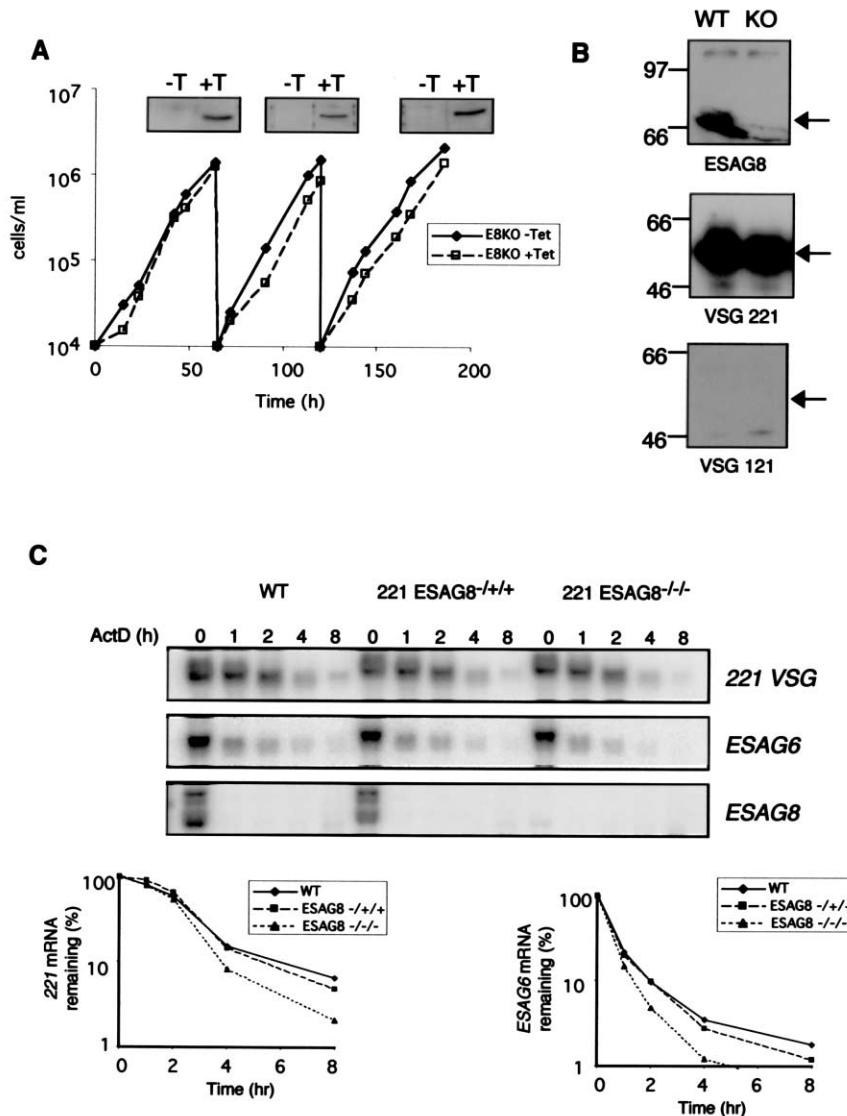 A
-T +T
-T +T
-T +T
10^7
10^6
10^5
10^4
cells/ml
0 50 100 150 200
Time (h)
E8KO -Tet
E8KO +Tet
B
WT KO
97
66
ESAG8
66
46
VSG 221
66
46
VSG 121
C
WT 221 ESAG8-/+/+ 221 ESAG8-/-/-
ActD (h) 0 1 2 4 8 0 1 2 4 8 0 1 2 4 8
221 VSG
ESAG6
ESAG8
221 mRNA
remaining (%)
100
10
1
0 2 4 6 8
Time (hr)
WT
ESAG8 -/+/+
ESAG8 -/-/-
ESAG6 mRNA
remaining (%)
100
10
1
0 2 4 6 8
Time (hr)
WT
ESAG8 -/+/-
ESAG8 -/-/-